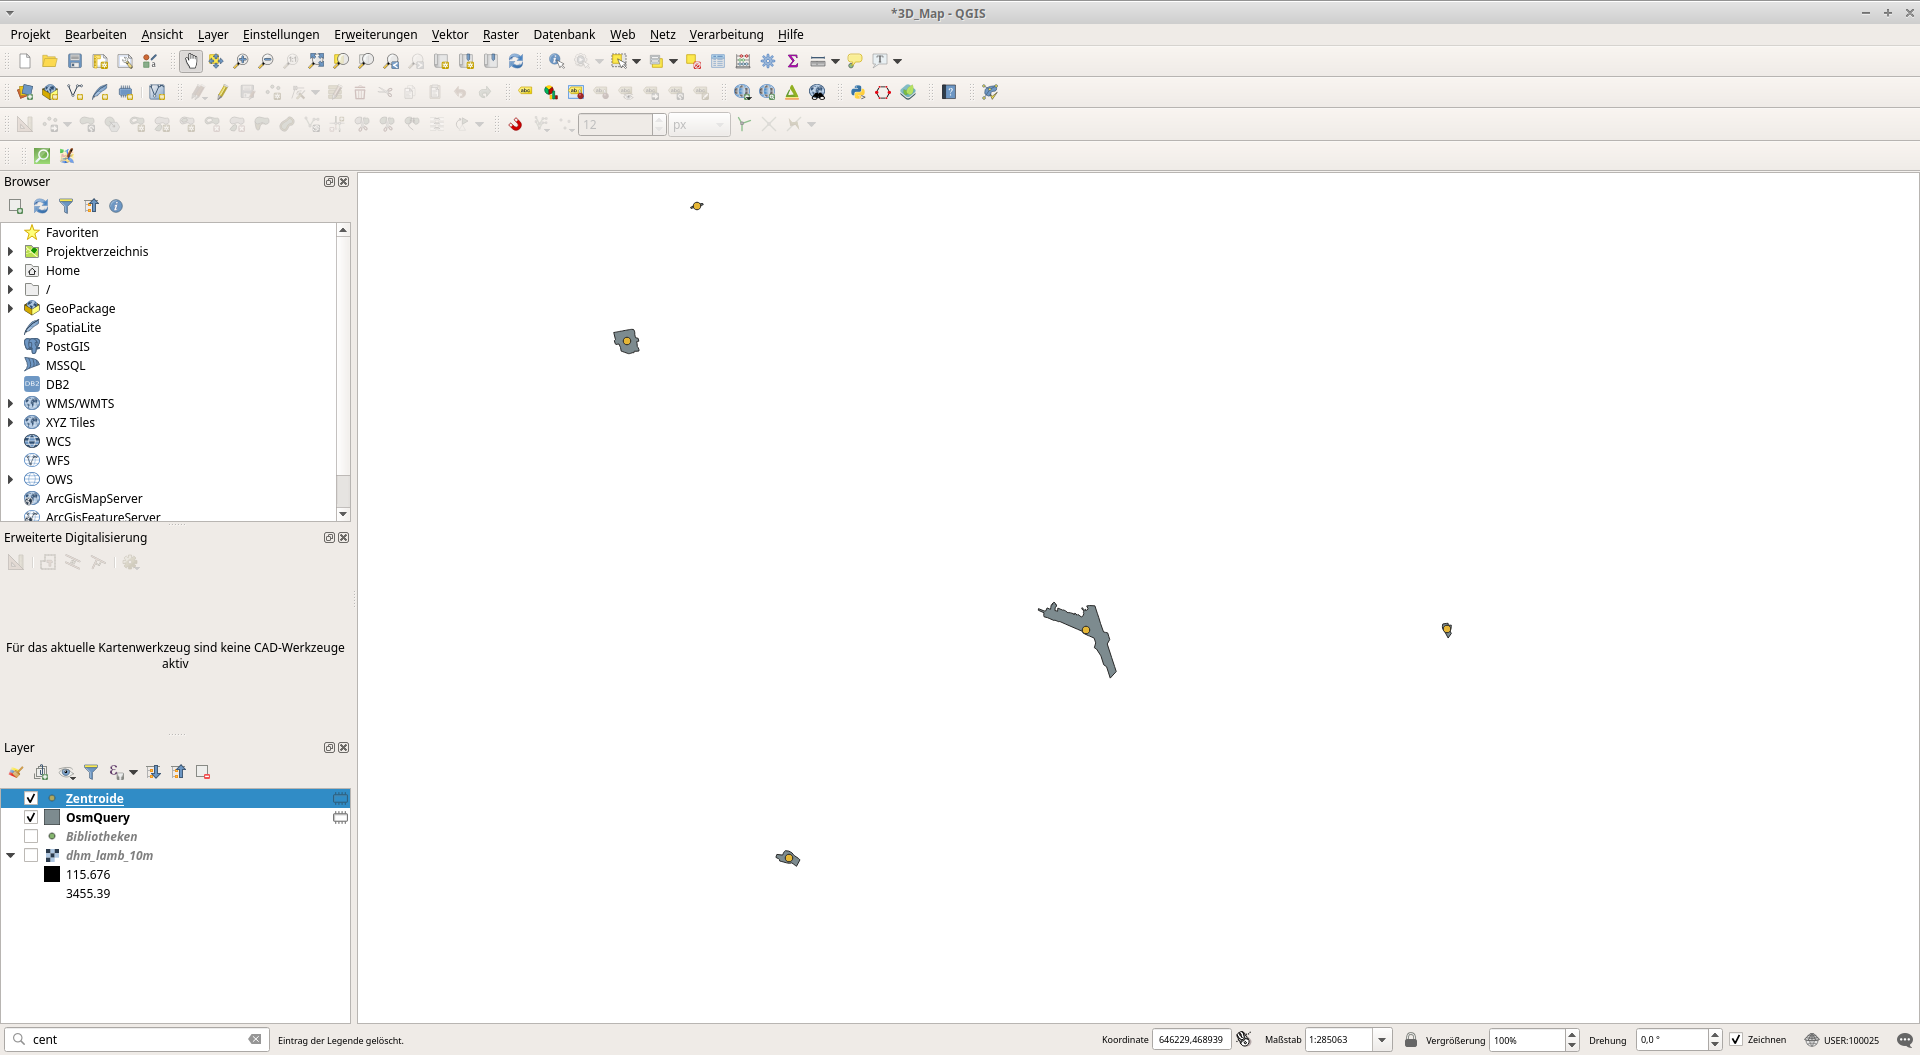 *3D_Map - QGIS
Projekt Bearbeiten Ansicht Layer Einstellungen Erweiterungen Vektor Raster Datenbank Web Netz Verarbeitung Hilfe
12 px
Browser
Favoriten
Projektverzeichnis
Home
/
GeoPackage
SpatiaLite
PostGIS
MSSQL
DB2
WMS/WMTS
XYZ Tiles
WCS
WFS
OWS
ArcGisMapServer
ArcGisFeatureServer
Erweiterte Digitalisierung
Für das aktuelle Kartenwerkzeug sind keine CAD-Werkzeuge
aktiv
Layer
Zentroide
OsmQuery
Bibliotheken
dhm_lamb_10m
115.676
3455.39
cent Eintrag der Legende gelöscht. Koordinate 646229,468939 Maßstab 1:285063 Vergrößerung 100% Drehung 0,0 ° Zeichnen USER:100025